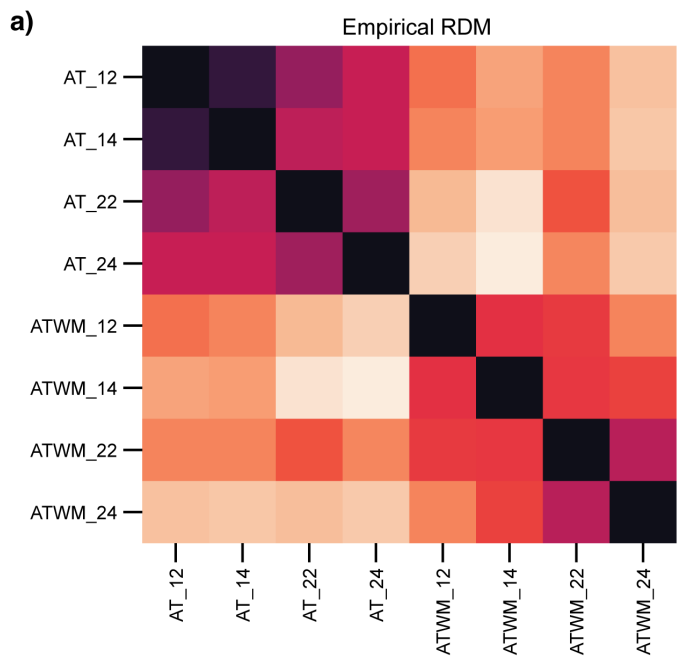 a)
Empirical RDM
AT_12
AT_14
AT_22
AT_24
ATWM_12
ATWM_14
ATWM_22
ATWM_24
AT_12
AT_14
AT_22
AT_24
ATWM_12
ATWM_14
ATWM_22
ATWM_24